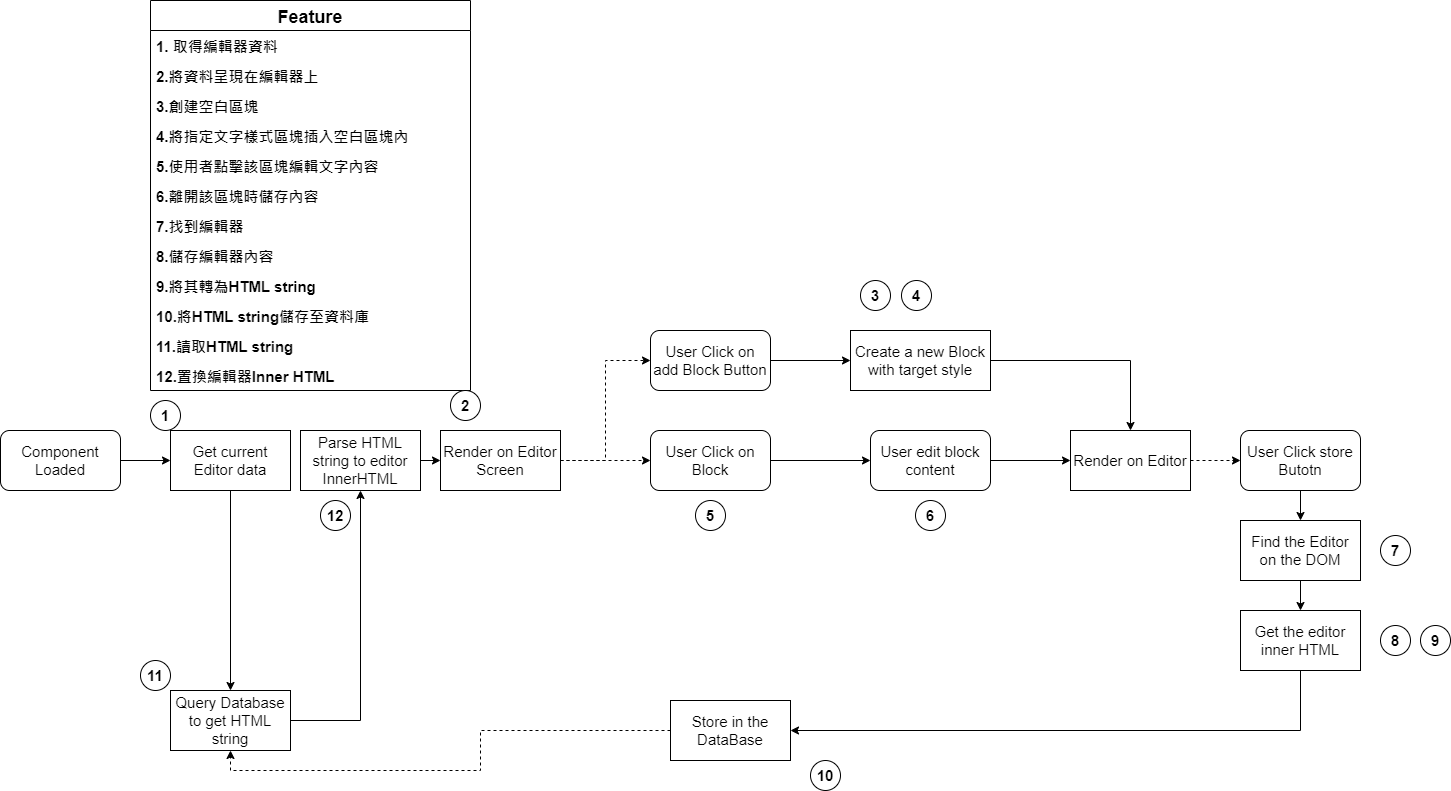 Feature
1. 取得編輯器資料
2.將資料呈現在編輯器上
3.創建空白區塊
4.將指定文字樣式區塊插入空白區塊內
5.使用者點擊該區塊編輯文字內容
6.離開該區塊時儲存內容
7.找到編輯器
8.儲存編輯器內容
9.將其轉為HTML string
10.將HTML string儲存至資料庫
11.讀取HTML string
12.置換編輯器Inner HTML
3
4
User Click on
add Block Button
Create a new Block
with target style
1
2
Component
Loaded
Get current
Editor data
Parse HTML
string to editor
InnerHTML
Render on Editor
Screen
User Click on
Block
User edit block
content
Render on Editor
User Click store
Butotn
12
5
6
Find the Editor
on the DOM
7
Get the editor
inner HTML
8
9
11
Query Database
to get HTML
string
Store in the
DataBase
10